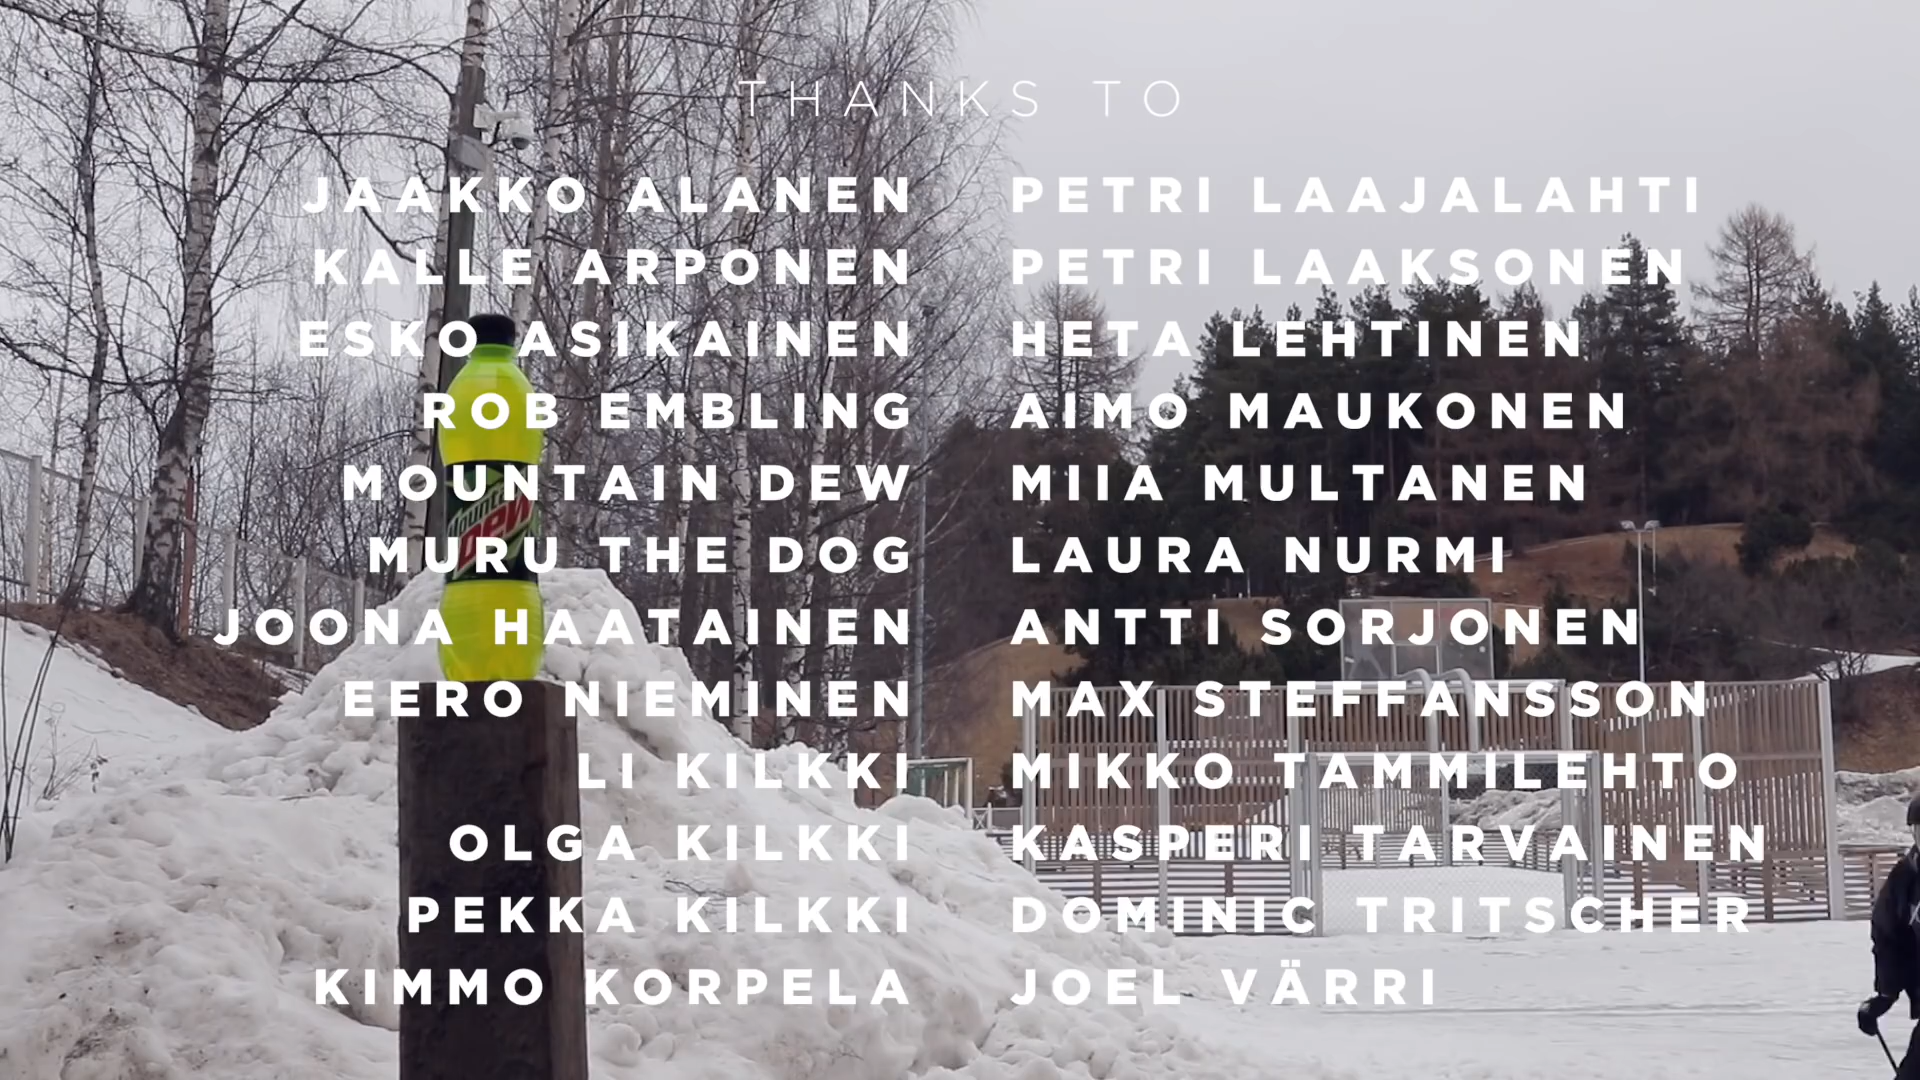 THANKS TO
JAAKKO ALANEN
KALLE ARPONEN
ESKO ASIKAINEN
ROB EMBLING
MOUNTAIN DEW
MURU THE DOG
JOONA HAATAINEN
EERO NIEMINEN
LI KILKKI
OLGA KILKKI
PEKKA KILKKI
KIMMO KORPELA
PETRI LAAJALAHTI
PETRI LAAKSONEN
HETA LEHTINEN
AIMO MAUKONEN
MIIA MULTANEN
LAURA NURMI
ANTTI SORJONEN
MAX STEFFANSSON
MIKKO TAMMILEHTO
KASPERI TARVAINEN
DOMINIC TRITSCHER
JOEL VÄRRI
Mountain
Dew